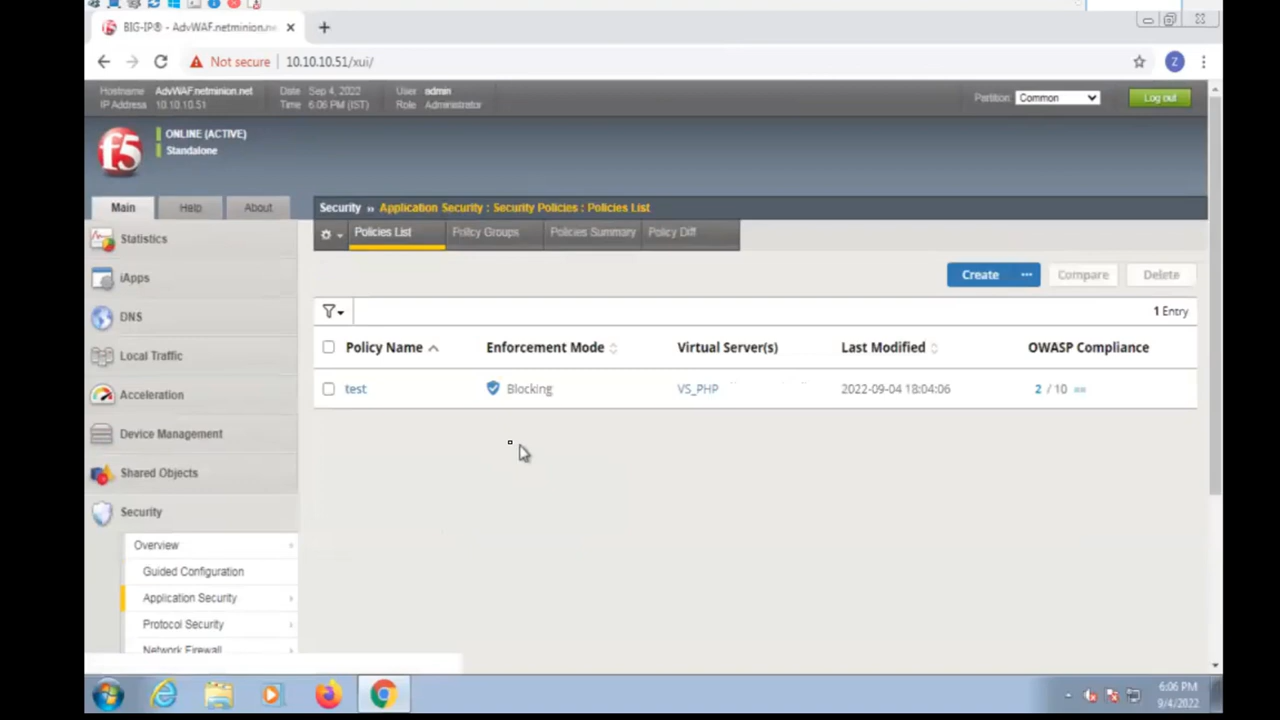 BIG-IP® - AdvWAF.netminion.ne
Not secure
10.10.10.51/xui/
Z
Hostname AdvWAF.netminion.net
IP Address 10.10.10.51
Date Sep 4, 2022
Time 6:06 PM (IST)
User admin
Role Administrator
Partition: Common
Log out
f5
ONLINE (ACTIVE)
Standalone
Main Help About
Security ›› Application Security : Security Policies : Policies List
Policies List Policy Groups Policies Summary Policy Diff
Statistics
iApps
DNS
Local Traffic
Acceleration
Device Management
Shared Objects
Security
Overview
Guided Configuration
Application Security
Protocol Security
Network Firewall
Create ··· Compare Delete
1 Entry
Policy Name Enforcement Mode Virtual Server(s) Last Modified OWASP Compliance
test Blocking VS_PHP 2022-09-04 18:04:06 2 / 10
6:06 PM
9/4/2022